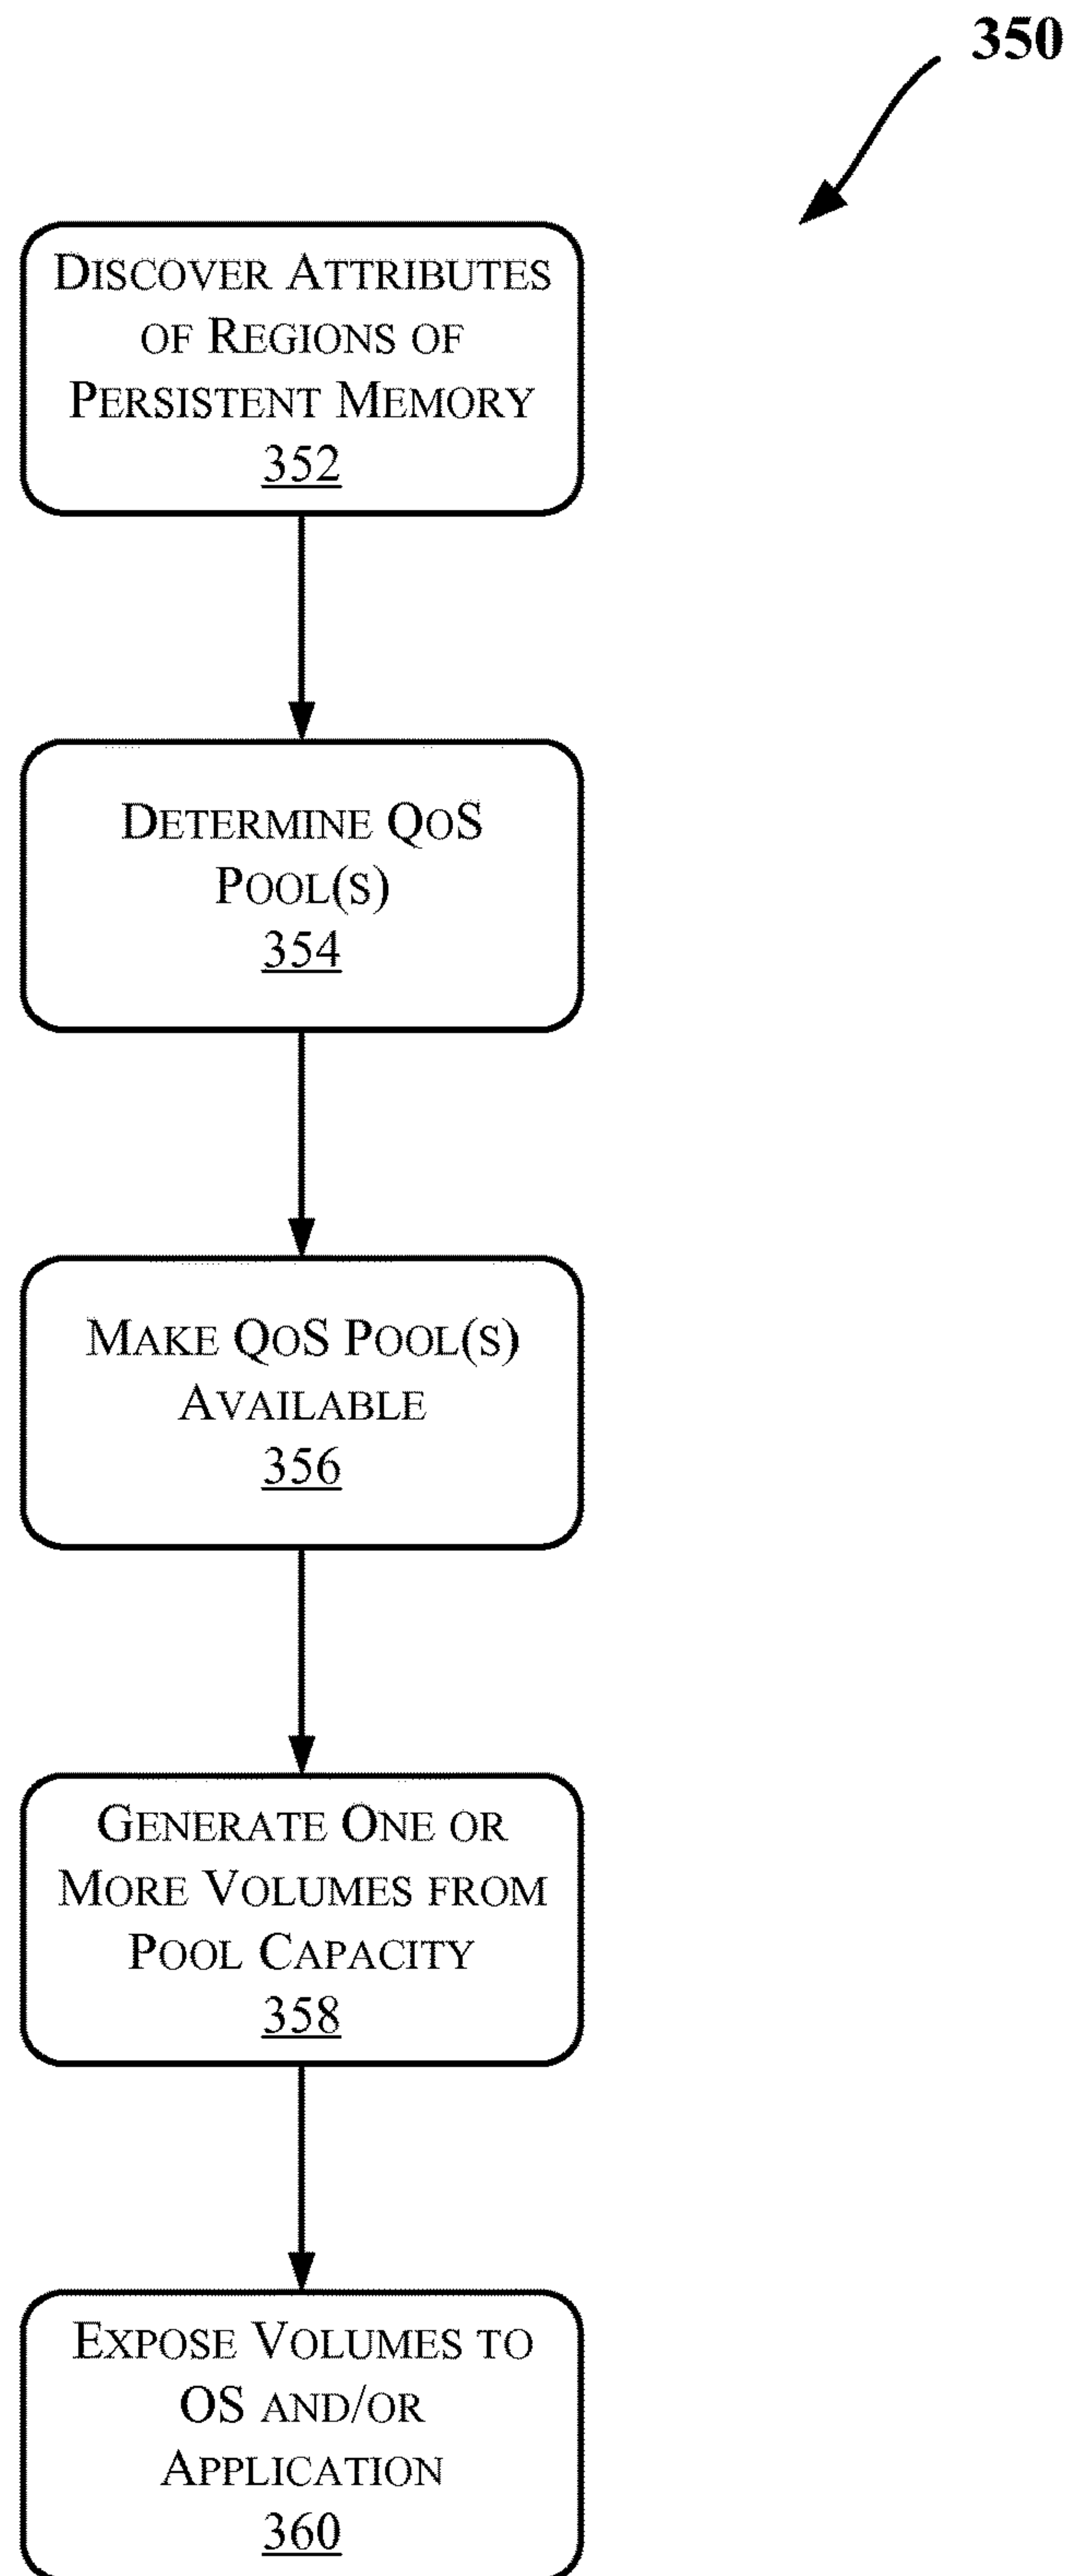 350
DISCOVER ATTRIBUTES
OF REGIONS OF
PERSISTENT MEMORY
352
DETERMINE QOS
POOL(S)
354
MAKE QOS POOL(S)
AVAILABLE
356
GENERATE ONE OR
MORE VOLUMES FROM
POOL CAPACITY
358
EXPOSE VOLUMES TO
OS AND/OR
APPLICATION
360